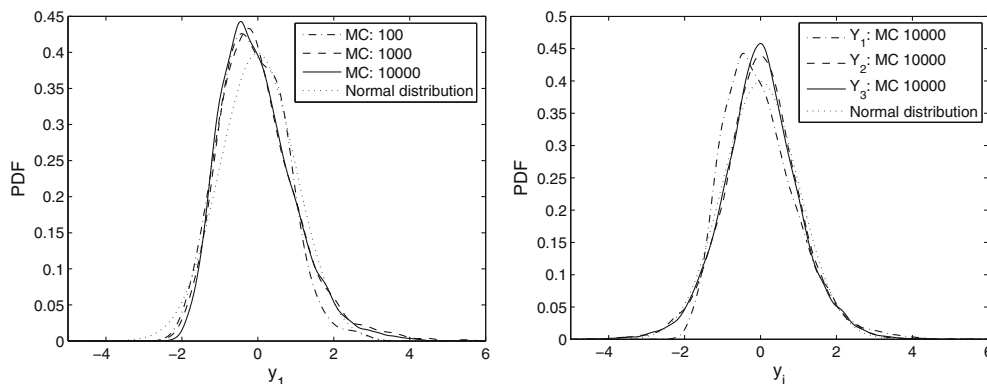 0.45
0.4
0.35
0.3
0.25
0.2
0.15
0.1
0.05
0
PDF
−4 −2 0 2 4 6
y1
MC: 100
MC: 1000
MC: 10000
Normal distribution
0.5
0.45
0.4
0.35
0.3
0.25
0.2
0.15
0.1
0.05
0
PDF
−4 −2 0 2 4 6
yi
Y1: MC 10000
Y2: MC 10000
Y3: MC 10000
Normal distribution